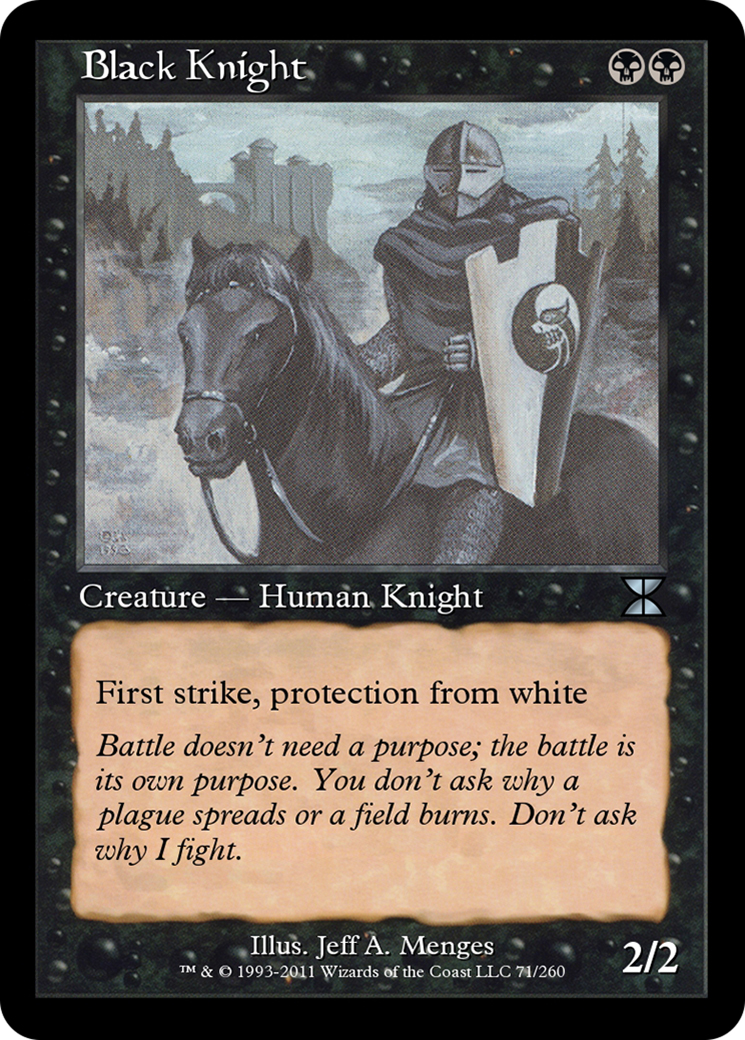 Black Knight
Creature — Human Knight
First strike, protection from white
Battle doesn't need a purpose; the battle is
its own purpose. You don't ask why a
plague spreads or a field burns. Don't ask
why I fight.
Illus. Jeff A. Menges
™ & © 1993-2011 Wizards of the Coast LLC 71/260
2/2